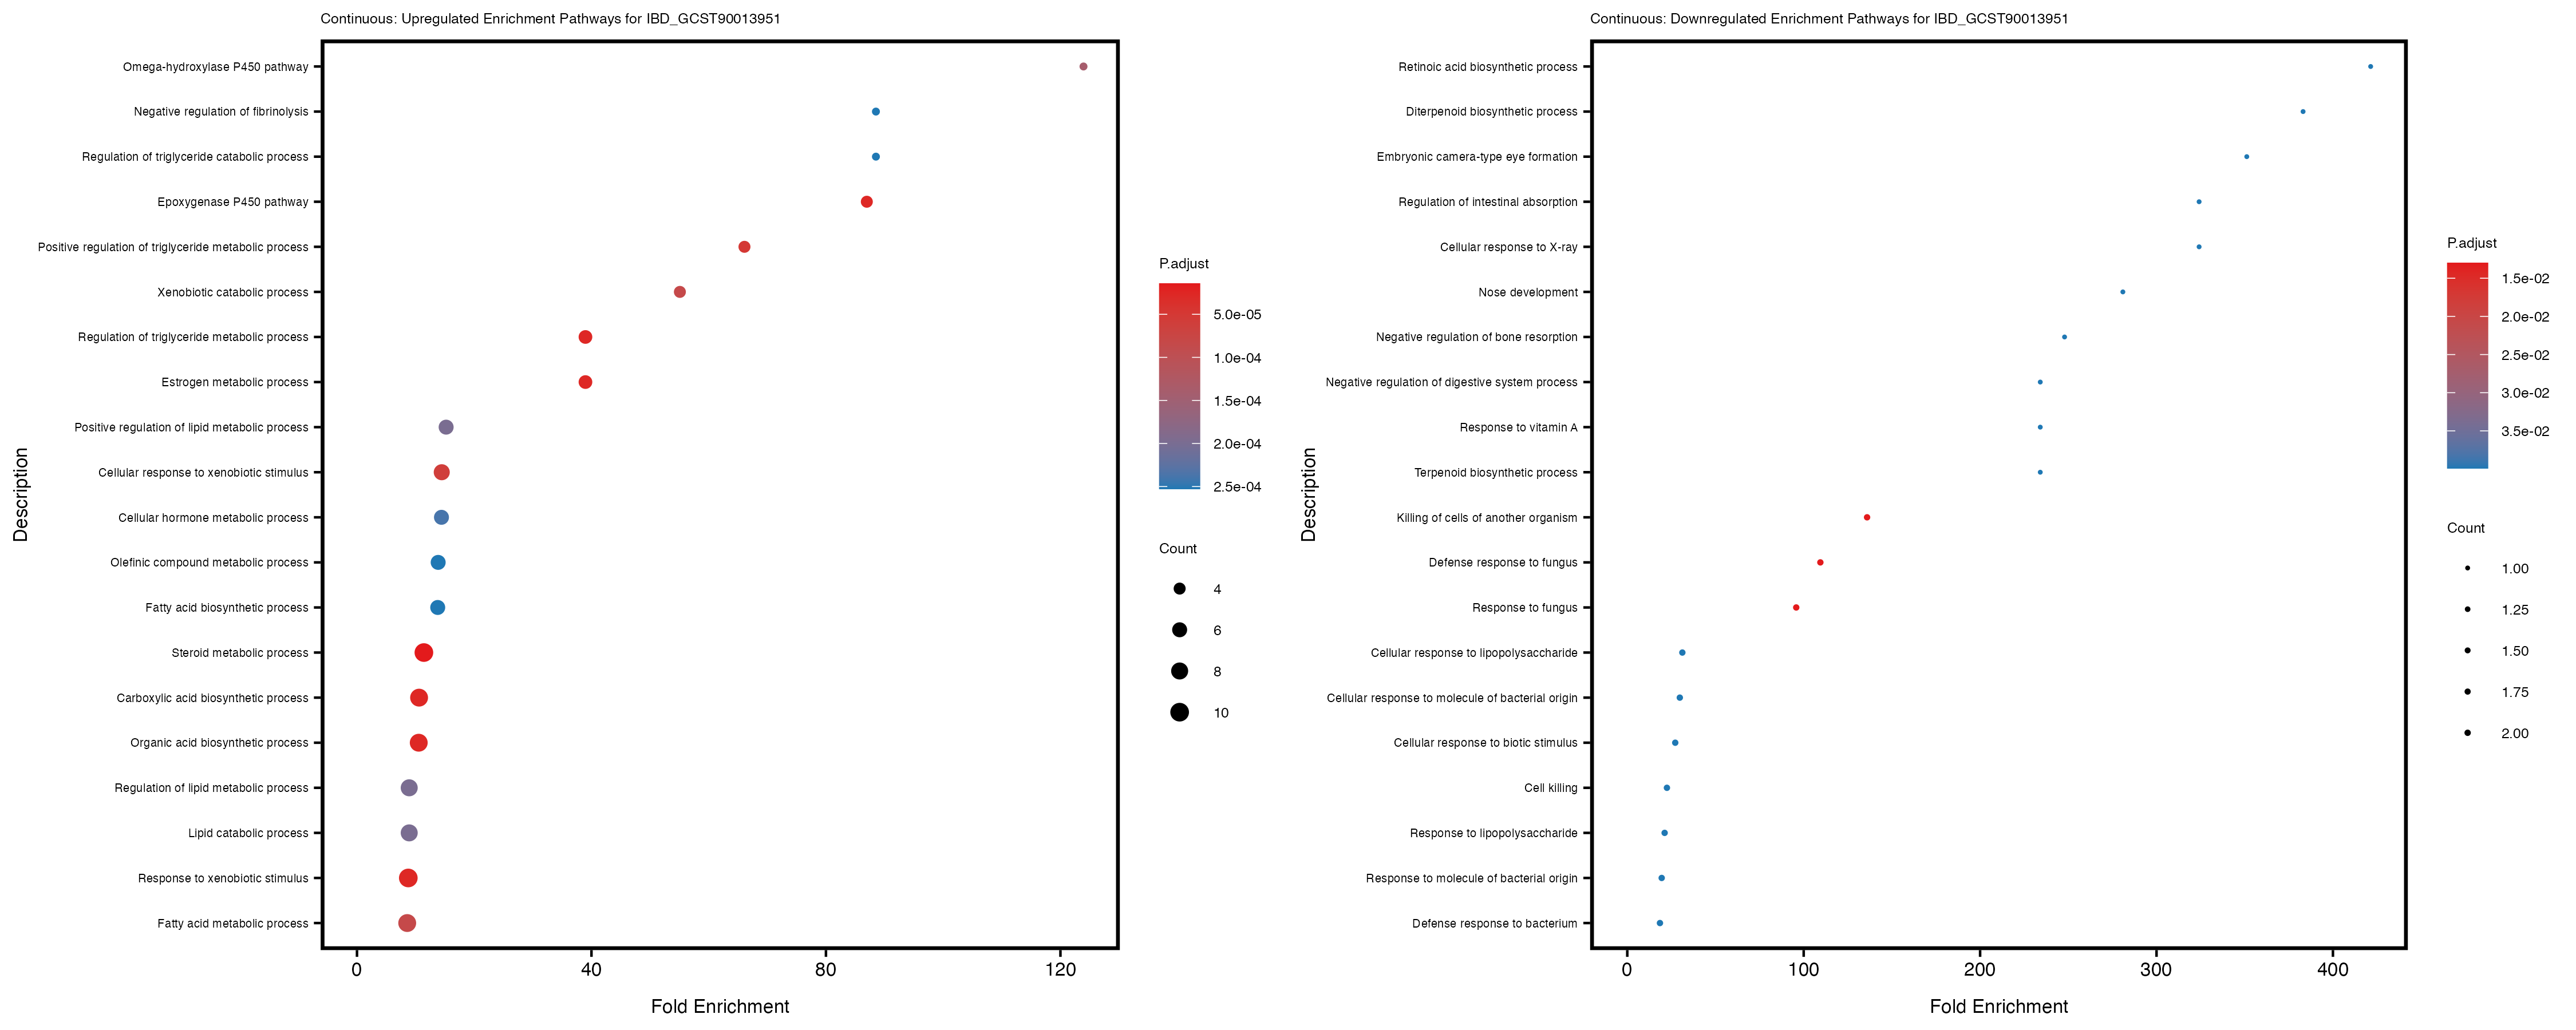 Continuous: Upregulated Enrichment Pathways for IBD_GCST90013951
Description
Omega-hydroxylase P450 pathway
Negative regulation of fibrinolysis
Regulation of triglyceride catabolic process
Epoxygenase P450 pathway
Positive regulation of triglyceride metabolic process
Xenobiotic catabolic process
Regulation of triglyceride metabolic process
Estrogen metabolic process
Positive regulation of lipid metabolic process
Cellular response to xenobiotic stimulus
Cellular hormone metabolic process
Olefinic compound metabolic process
Fatty acid biosynthetic process
Steroid metabolic process
Carboxylic acid biosynthetic process
Organic acid biosynthetic process
Regulation of lipid metabolic process
Lipid catabolic process
Response to xenobiotic stimulus
Fatty acid metabolic process
0 40 80 120
Fold Enrichment
P.adjust
5.0e-05
1.0e-04
1.5e-04
2.0e-04
2.5e-04
Count
4
6
8
10
Continuous: Downregulated Enrichment Pathways for IBD_GCST90013951
Description
Retinoic acid biosynthetic process
Diterpenoid biosynthetic process
Embryonic camera-type eye formation
Regulation of intestinal absorption
Cellular response to X-ray
Nose development
Negative regulation of bone resorption
Negative regulation of digestive system process
Response to vitamin A
Terpenoid biosynthetic process
Killing of cells of another organism
Defense response to fungus
Response to fungus
Cellular response to lipopolysaccharide
Cellular response to molecule of bacterial origin
Cellular response to biotic stimulus
Cell killing
Response to lipopolysaccharide
Response to molecule of bacterial origin
Defense response to bacterium
0 100 200 300 400
Fold Enrichment
P.adjust
1.5e-02
2.0e-02
2.5e-02
3.0e-02
3.5e-02
Count
1.00
1.25
1.50
1.75
2.00